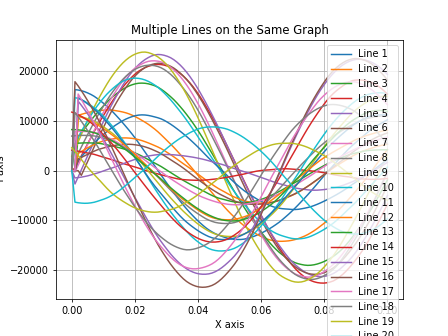 Multiple Lines on the Same Graph
20000
10000
0
−10000
−20000
0.00
0.02
0.04
0.06
X axis
Line 1
Line 2
Line 3
Line 4
Line 5
Line 6
Line 7
Line 8
Line 9
Line 10
Line 11
Line 12
Line 13
Line 14
Line 15
Line 16
Line 17
Line 18
Line 19
Line 20